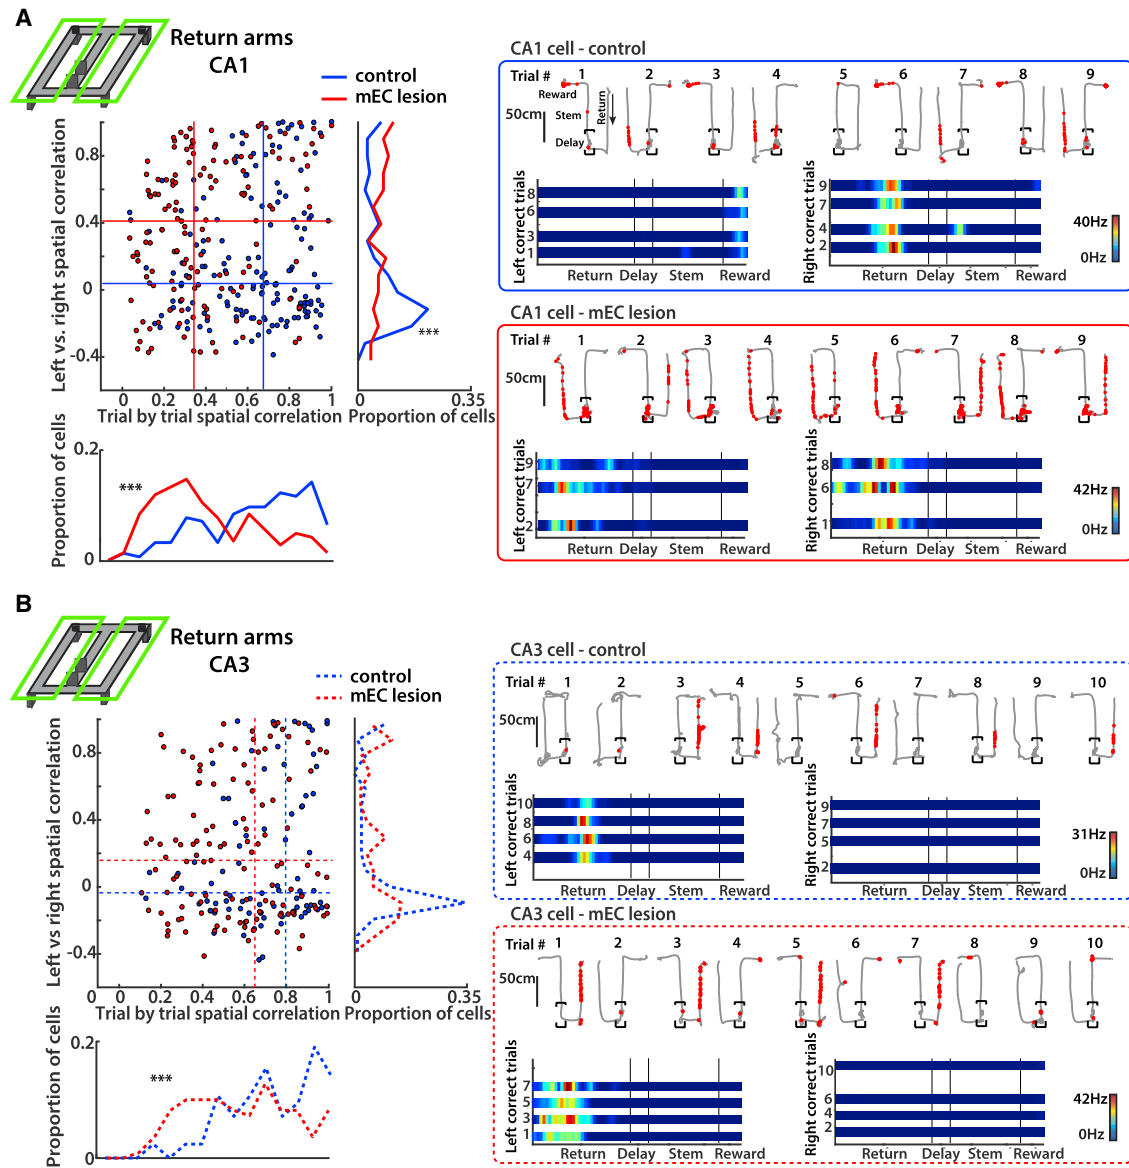 A
Return arms
CA1
control
mEC lesion
Left vs. right spatial correlation
0.8
0.4
0
-0.4
0 0.2 0.4 0.6 0.8 1
Trial by trial spatial correlation
0 0.35
Proportion of cells
***
Proportion of cells
0.2
0
***
CA1 cell - control
Trial # 1 2 3 4 5 6 7 8 9
Reward
Return
50cm
Stem
Delay
Left correct trials
8
6
3
1
Return Delay Stem Reward
Right correct trials
9
7
4
2
Return Delay Stem Reward
40Hz
0Hz
CA1 cell - mEC lesion
Trial # 1 2 3 4 5 6 7 8 9
50cm
Left correct trials
9
7
2
Return Delay Stem Reward
Right correct trials
8
6
1
Return Delay Stem Reward
42Hz
0Hz
B
Return arms
CA3
control
mEC lesion
Left vs right spatial correlation
0.8
0.4
0
-0.4
0 0 0.2 0.4 0.6 0.8 1
Trial by trial spatial correlation
0 0.35
Proportion of cells
Proportion of cells
0.2
0
***
CA3 cell - control
Trial # 1 2 3 4 5 6 7 8 9 10
50cm
Left correct trials
10
8
6
4
Return Delay Stem Reward
Right correct trials
9
7
5
2
Return Delay Stem Reward
31Hz
0Hz
CA3 cell - mEC lesion
Trial # 1 2 3 4 5 6 7 8 9 10
50cm
Left correct trials
7
5
3
1
Return Delay Stem Reward
Right correct trials
10
6
4
2
Return Delay Stem Reward
42Hz
0Hz